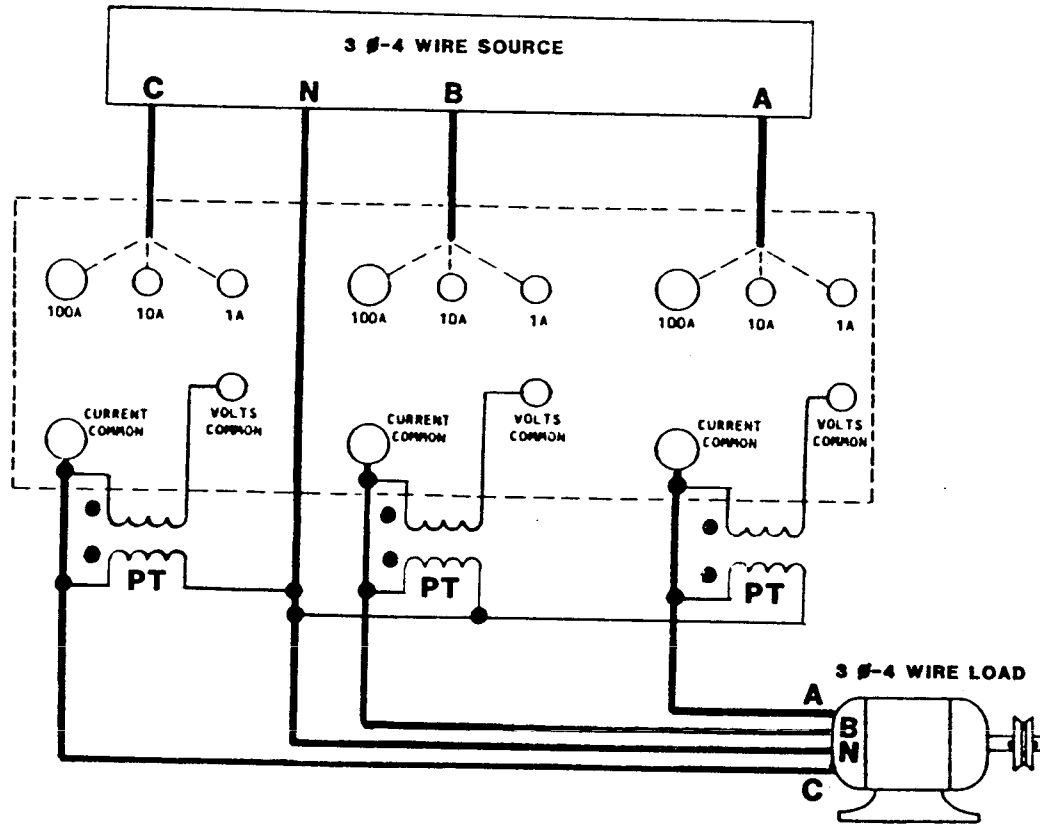 3 Ø-4 WIRE SOURCE
C N B A
100A 10A 1A 100A 10A 1A 100A 10A 1A
CURRENT COMMON
VOLTS COMMON
CURRENT COMMON
VOLTS COMMON
CURRENT COMMON
VOLTS COMMON
PT PT PT
3 Ø-4 WIRE LOAD
A
B
N
C